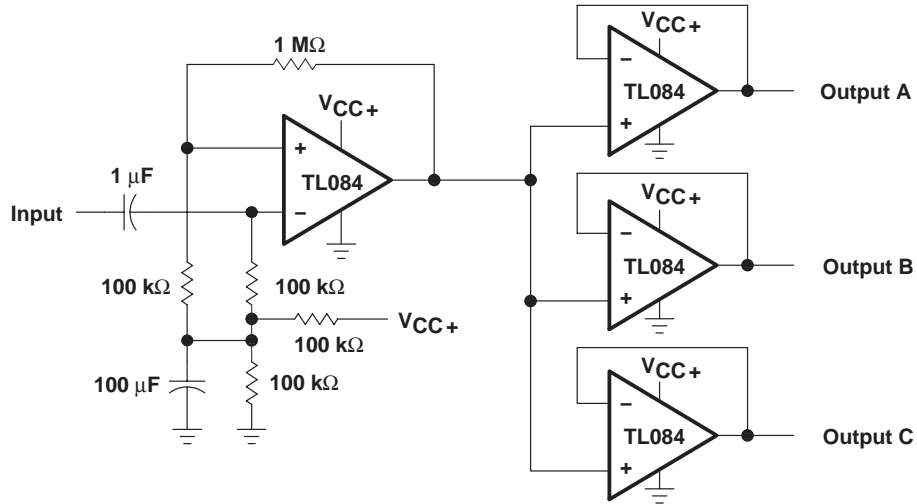 1 MΩ
VCC+
+
TL084
−
1 μF
Input
100 kΩ
100 kΩ
VCC+
100 kΩ
100 μF
100 kΩ
VCC+
−
TL084
+
Output A
VCC+
−
TL084
+
Output B
VCC+
−
TL084
+
Output C